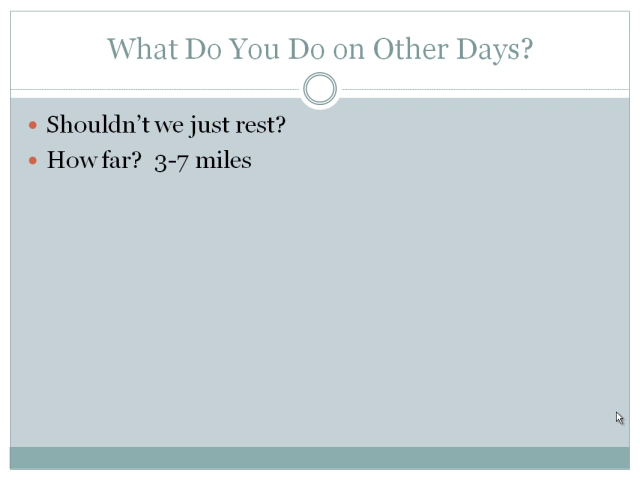 What Do You Do on Other Days?
Shouldn't we just rest?
How far?  3-7 miles